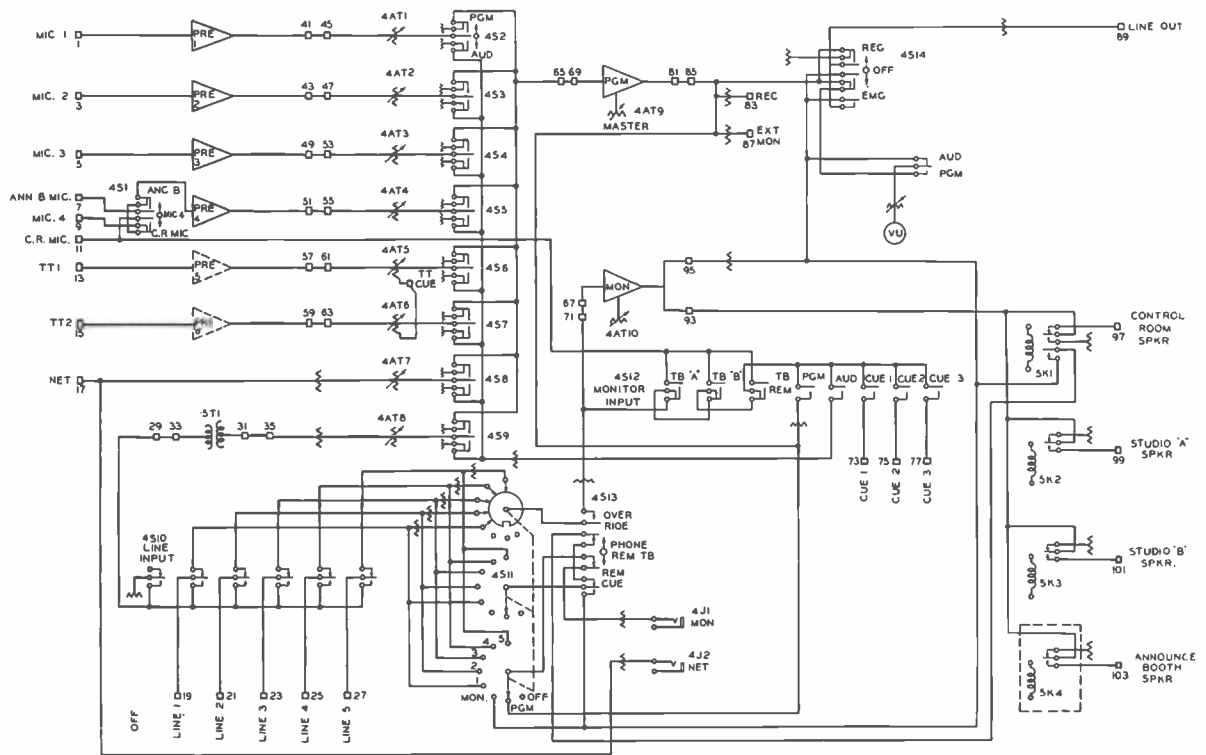 MIC 1
1
PRE
1
41 45
4AT1
PGM
4S2
AUD
MIC. 2
3
PRE
2
43 47
4AT2
4S3
MIC. 3
5
PRE
3
49 53
4AT3
4S4
ANN B MIC.
7
4S1
ANC B
MIC 4
C.R MIC
MIC. 4
9
PRE
4
51 55
4AT4
4S5
C.R. MIC.
11
TT1
13
PRE
5
57 61
4AT5
4S6
TT
CUE
TT2
15
59 63
4AT6
4S7
NET
17
4AT7
4S8
5T1
29 33
31 35
4AT8
4S9
65 69
PGM
4AT9
MASTER
81 85
REC
83
EXT
MON
87
LINE OUT
89
REG
4S14
OFF
EMG
AUD
PGM
VU
MON
4AT10
67
71
95
93
4S12
MONITOR
INPUT
TB "A"
TB "B"
TB
REM
PGM
AUD
CUE 1
CUE 2
CUE 3
73
75
77
CUE 1
CUE 2
CUE 3
CONTROL
ROOM
SPKR
97
5K1
STUDIO "A"
SPKR
99
5K2
STUDIO "B"
SPKR.
101
5K3
ANNOUNCE
BOOTH
SPKR
103
5K4
4S10
LINE
INPUT
4S11
4S13
OVER
RIDE
PHONE
REM TB
REM
CUE
4J1
MON
4J2
NET
5
4
3
2
1
MON.
OFF
PGM
OFF
LINE 1
19
LINE 2
21
LINE 3
23
LINE 4
25
LINE 5
27